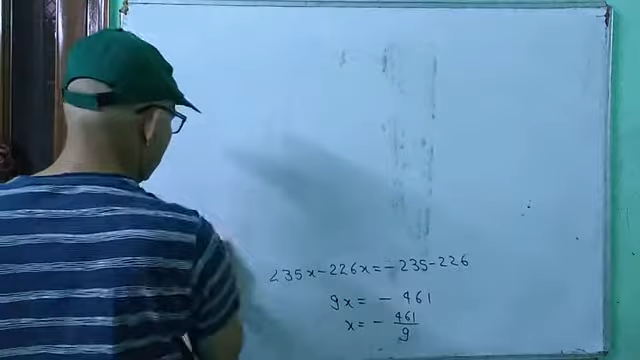 235x-226x=-235-226
9x = - 461
x= - 461/9